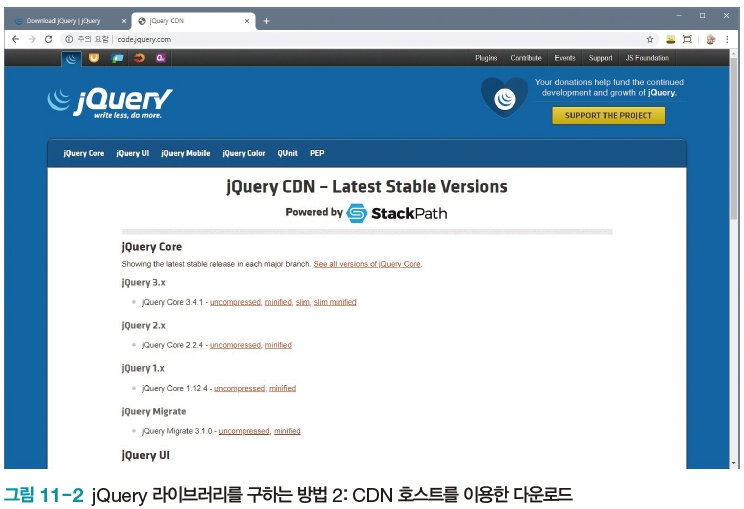 Download jQuery | jQuery
jQuery CDN
주의 요함 | code.jquery.com
Plugins Contribute Events Support JS Foundation
jQuery
write less, do more.
Your donations help fund the continued
development and growth of jQuery.
SUPPORT THE PROJECT
jQuery Core jQuery UI jQuery Mobile jQuery Color QUnit PEP
jQuery CDN – Latest Stable Versions
Powered by StackPath
jQuery Core
Showing the latest stable release in each major branch. See all versions of jQuery Core.
jQuery 3.x
jQuery Core 3.4.1 - uncompressed, minified, slim, slim minified
jQuery 2.x
jQuery Core 2.2.4 - uncompressed, minified
jQuery 1.x
jQuery Core 1.12.4 - uncompressed, minified
jQuery Migrate
jQuery Migrate 3.1.0 - uncompressed, minified
jQuery UI
그림 11-2 jQuery 라이브러리를 구하는 방법 2: CDN 호스트를 이용한 다운로드